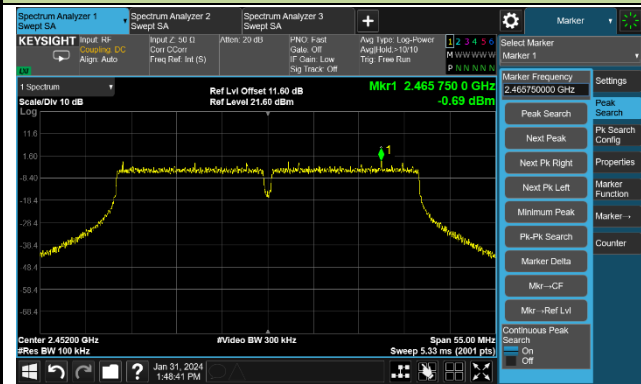 Spectrum Analyzer 1
Swept SA
Spectrum Analyzer 2
Swept SA
Spectrum Analyzer 3
Swept SA
Marker
KEYSIGHT
Input: RF
Coupling: DC
Align: Auto
Input Z: 50 Ω
Corr CCorr
Freq Ref: Int (S)
Atten: 20 dB
PNO: Fast
Gate: Off
IF Gain: Low
Sig Track: Off
Avg Type: Log-Power
Avg|Hold:>10/10
Trig: Free Run
1 2 3 4 5 6
M W W W W W
P N N N N N
Select Marker
Marker 1
1 Spectrum
Scale/Div 10 dB
Log
Ref Lvl Offset 11.60 dB
Ref Level 21.60 dBm
Mkr1 2.465 750 0 GHz
-0.69 dBm
11.6
1.60
-8.40
-18.4
-28.4
-38.4
-48.4
-58.4
-68.4
1
Center 2.45200 GHz
#Res BW 100 kHz
#Video BW 300 kHz
Span 55.00 MHz
Sweep 5.33 ms (2001 pts)
Marker Frequency
2.465750000 GHz
Peak Search
Next Peak
Next Pk Right
Next Pk Left
Minimum Peak
Pk-Pk Search
Marker Delta
Mkr→CF
Mkr→Ref Lvl
Continuous Peak
Search
On
Off
Settings
Peak
Search
Pk Search
Config
Properties
Marker
Function
Marker→
Counter
Jan 31, 2024
1:48:41 PM